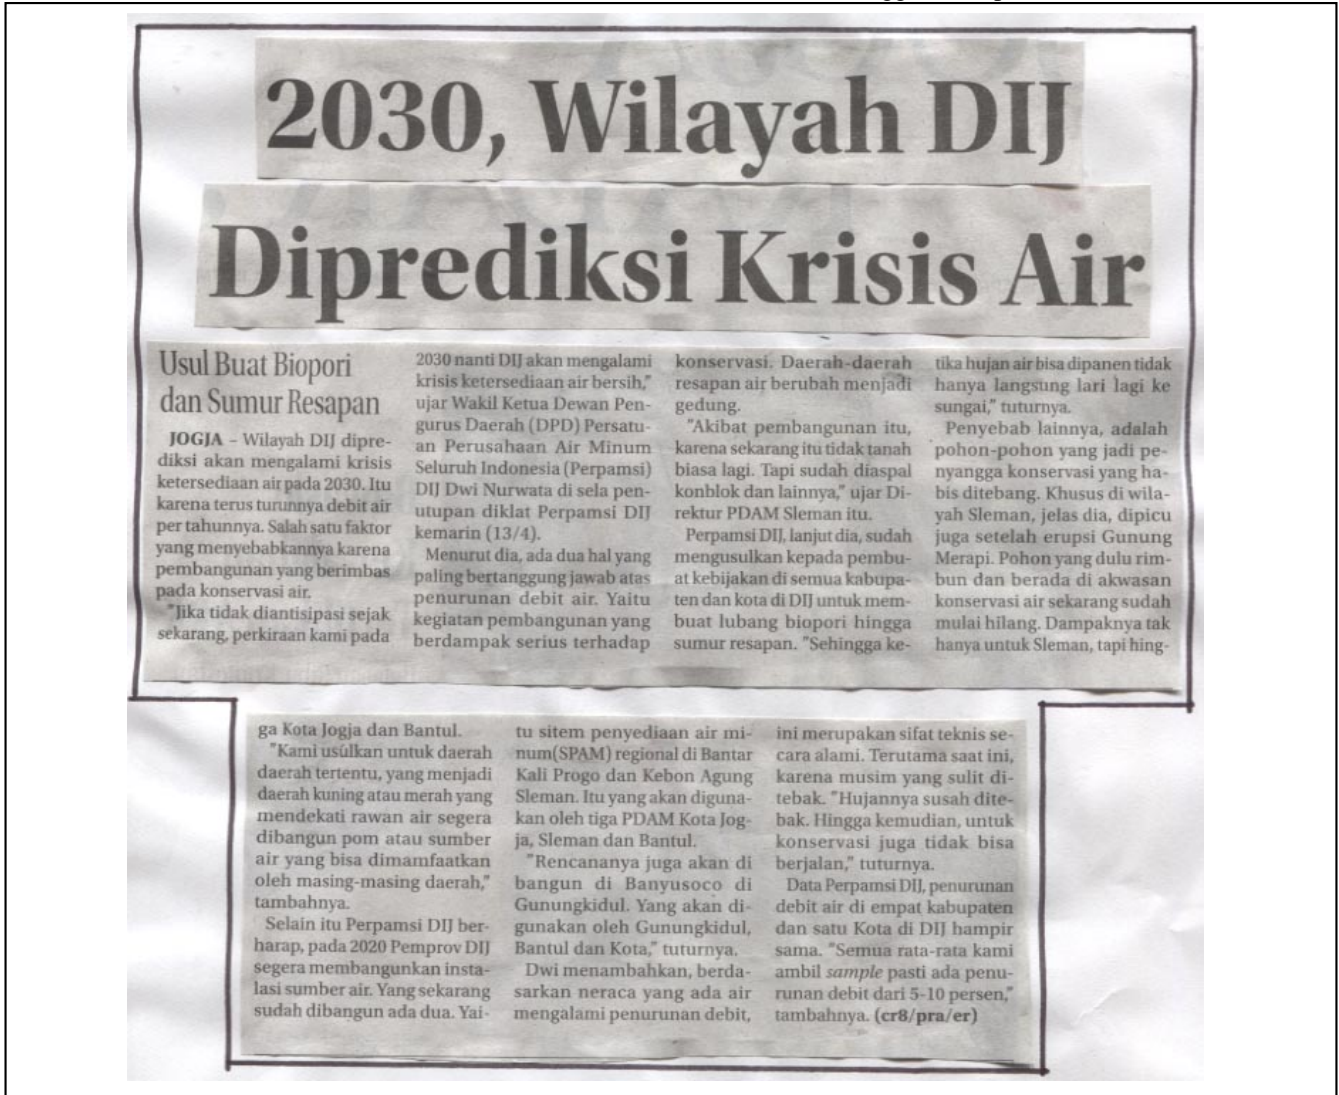 2030, Wilayah DIJ
Diprediksi Krisis Air
Usul Buat Biopori
dan Sumur Resapan
JOGJA – Wilayah DIJ dipre-
diksi akan mengalami krisis
ketersediaan air pada 2030. Itu
karena terus turunnya debit air
per tahunnya. Salah satu faktor
yang menyebabkannya karena
pembangunan yang berimbas
pada konservasi air.
"Jika tidak diantisipasi sejak
sekarang, perkiraan kami pada
2030 nanti DIJ akan mengalami
krisis ketersediaan air bersih,"
ujar Wakil Ketua Dewan Pen-
gurus Daerah (DPD) Persatu-
an Perusahaan Air Minum
Seluruh Indonesia (Perpamsi)
DIJ Dwi Nurwata di sela pen-
utupan diklat Perpamsi DIJ
kemarin (13/4).
Menurut dia, ada dua hal yang
paling bertanggung jawab atas
penurunan debit air. Yaitu
kegiatan pembangunan yang
berdampak serius terhadap
konservasi. Daerah-daerah
resapan air berubah menjadi
gedung.
"Akibat pembangunan itu,
karena sekarang itu tidak tanah
biasa lagi. Tapi sudah diaspal
konblok dan lainnya," ujar Di-
rektur PDAM Sleman itu.
Perpamsi DIJ, lanjut dia, sudah
mengusulkan kepada pembu-
at kebijakan di semua kabupa-
ten dan kota di DIJ untuk mem-
buat lubang biopori hingga
sumur resapan. "Sehingga ke-
tika hujan air bisa dipanen tidak
hanya langsung lari lagi ke
sungai," tuturnya.
Penyebab lainnya, adalah
pohon-pohon yang jadi pe-
nyangga konservasi yang ha-
bis ditebang. Khusus di wila-
yah Sleman, jelas dia, dipicu
juga setelah erupsi Gunung
Merapi. Pohon yang dulu rim-
bun dan berada di akwasan
konservasi air sekarang sudah
mulai hilang. Dampaknya tak
hanya untuk Sleman, tapi hing-
ga Kota Jogja dan Bantul.
"Kami usulkan untuk daerah
daerah tertentu, yang menjadi
daerah kuning atau merah yang
mendekati rawan air segera
dibangun pom atau sumber
air yang bisa dimamfaatkan
oleh masing-masing daerah,"
tambahnya.
Selain itu Perpamsi DIJ ber-
harap, pada 2020 Pemprov DIJ
segera membangunkan insta-
lasi sumber air. Yang sekarang
sudah dibangun ada dua. Yai-
tu sitem penyediaan air mi-
num(SPAM) regional di Bantar
Kali Progo dan Kebon Agung
Sleman. Itu yang akan diguna-
kan oleh tiga PDAM Kota Jog-
ja, Sleman dan Bantul.
"Rencananya juga akan di
bangun di Banyusoco di
Gunungkidul. Yang akan di-
gunakan oleh Gunungkidul,
Bantul dan Kota," tuturnya.
Dwi menambahkan, berda-
sarkan neraca yang ada air
mengalami penurunan debit,
ini merupakan sifat teknis se-
cara alami. Terutama saat ini,
karena musim yang sulit di-
tebak. "Hujannya susah dite-
bak. Hingga kemudian, untuk
konservasi juga tidak bisa
berjalan," tuturnya.
Data Perpamsi DIJ, penurunan
debit air di empat kabupaten
dan satu Kota di DIJ hampir
sama. "Semua rata-rata kami
ambil sample pasti ada penu-
runan debit dari 5-10 persen,"
tambahnya. (cr8/pra/er)